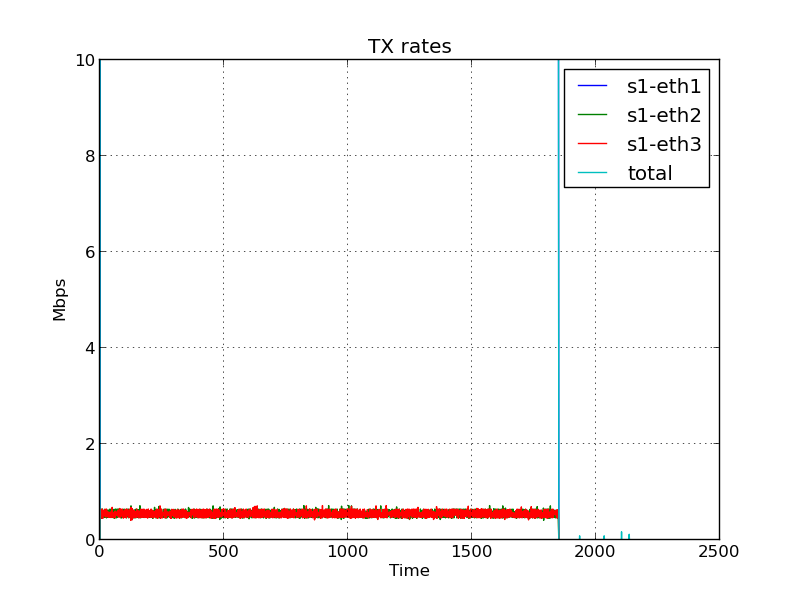 TX rates
10
8
6
4
2
0
Mbps
s1-eth1
s1-eth2
s1-eth3
total
0 500 1000 1500 2000 2500
Time